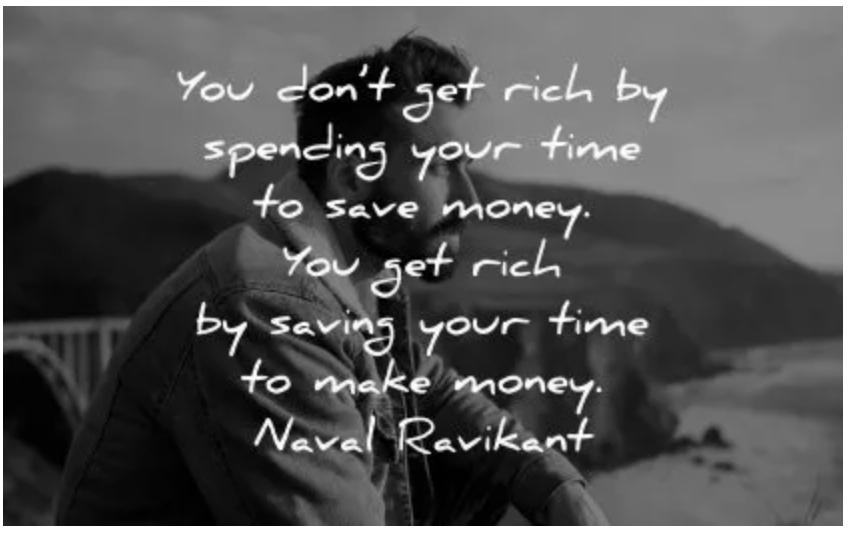 You don't get rich by
spending your time
to save money.
You get rich
by saving your time
to make money.
Naval Ravikant